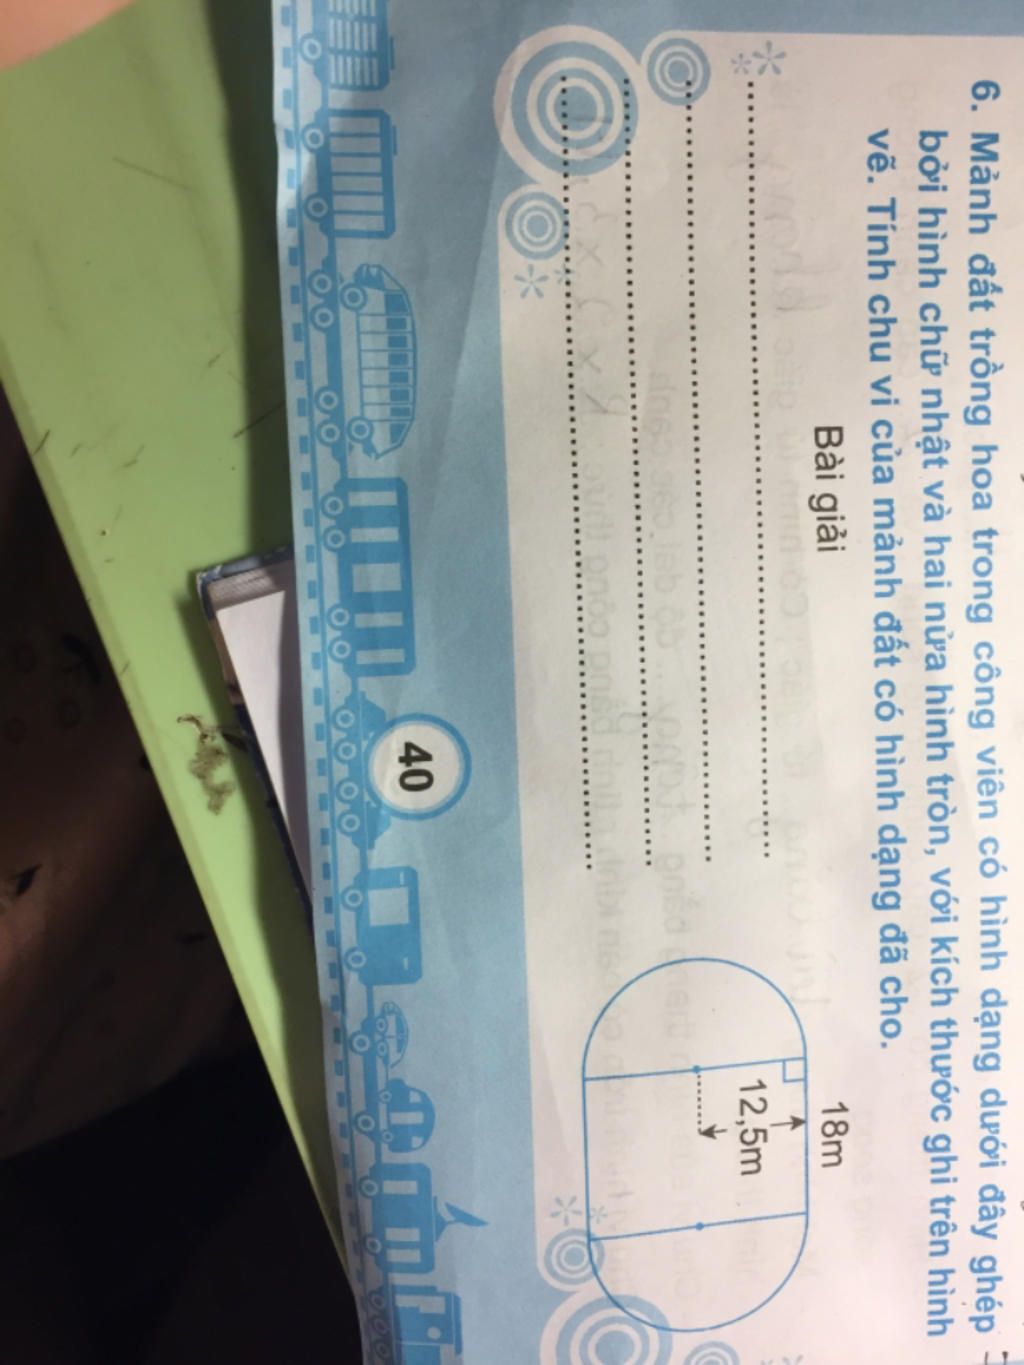 6. Mảnh đất trồng hoa trong công viên có hình dạng dưới đây ghép
bởi hình chữ nhật và hai nửa hình tròn, với kích thước ghi trên hình
vẽ. Tính chu vi của mảnh đất có hình dạng đã cho.
Bài giải
18m
12,5m
40